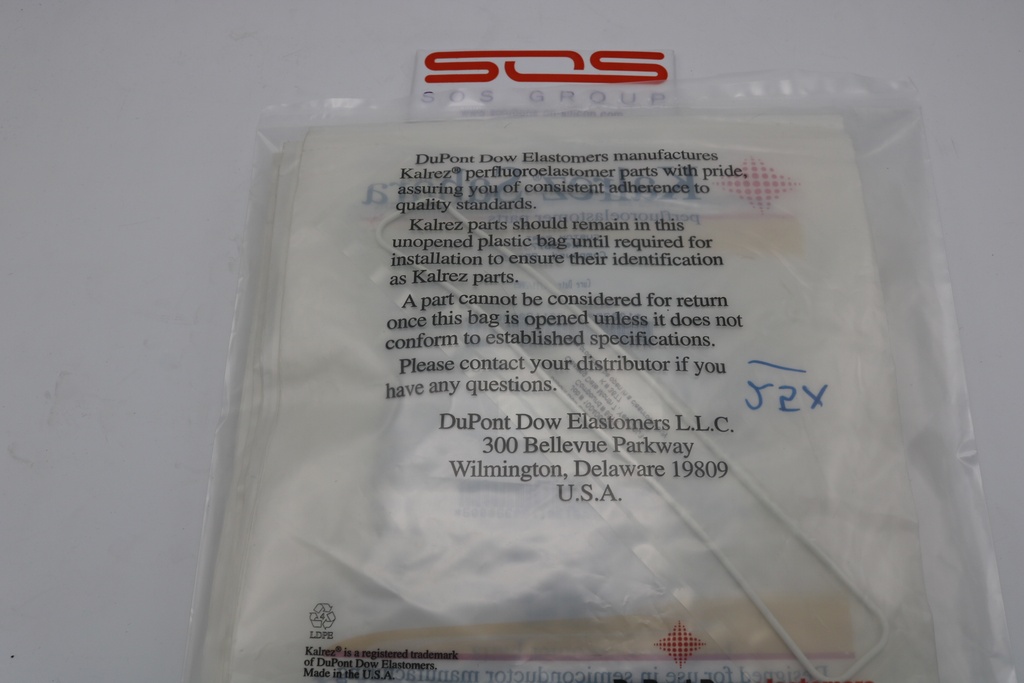 SOS
SOS GROUP
DuPont Dow Elastomers manufactures
Kalrez® perfluoroelastomer parts with pride,
assuring you of consistent adherence to
quality standards.
Kalrez parts should remain in this
unopened plastic bag until required for
installation to ensure their identification
as Kalrez parts.
A part cannot be considered for return
once this bag is opened unless it does not
conform to established specifications.
Please contact your distributor if you
have any questions.
DuPont Dow Elastomers L.L.C.
300 Bellevue Parkway
Wilmington, Delaware 19809
U.S.A.
4
LDPE
Kalrez® is a registered trademark
of DuPont Dow Elastomers.
Made in the U.S.A.